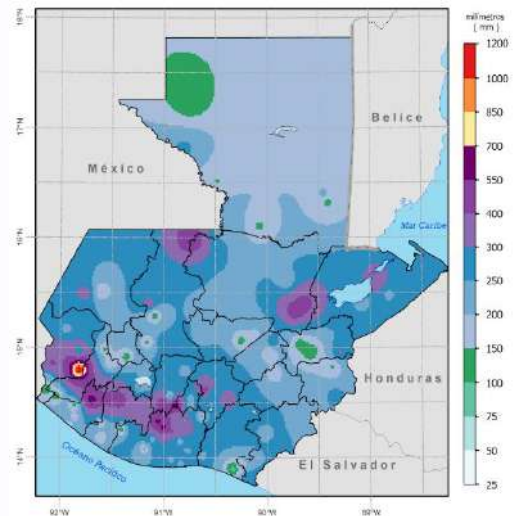 milímetros
( mm )
1200
1000
850
700
550
400
300
250
200
150
100
75
50
25
18°N
17°N
16°N
15°N
14°N
92°W
91°W
90°W
89°W
México
Belice
Mar Caribe
Honduras
El Salvador
Océano Pacífico